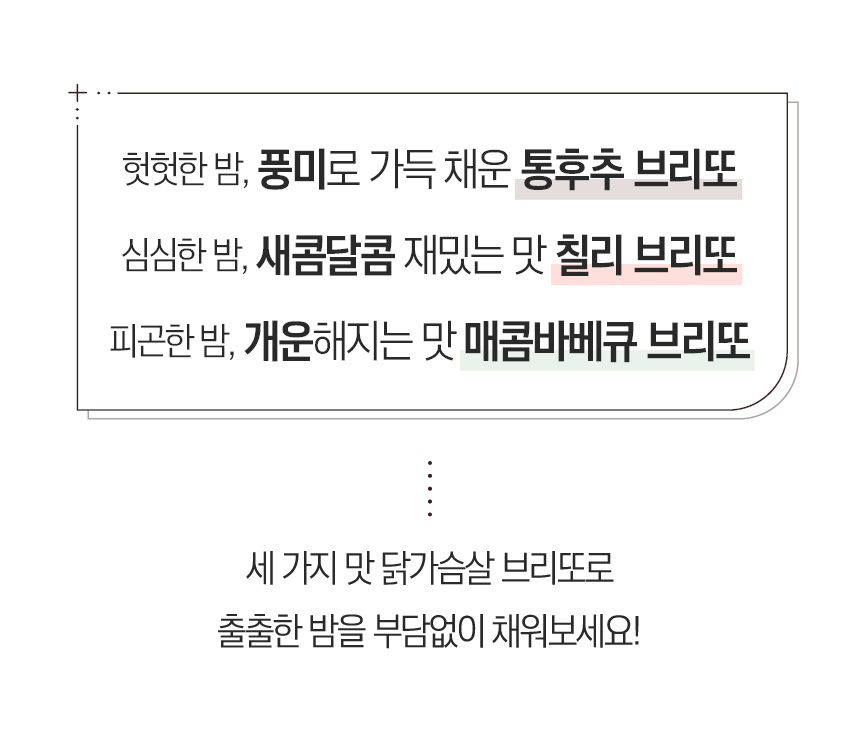 헛헛한 밤, 풍미로 가득 채운 통후추 브리또
심심한 밤, 새콤달콤 재밌는 맛 칠리 브리또
피곤한 밤, 개운해지는 맛 매콤바베큐 브리또
세 가지 맛 닭가슴살 브리또로
출출한 밤을 부담없이 채워보세요!